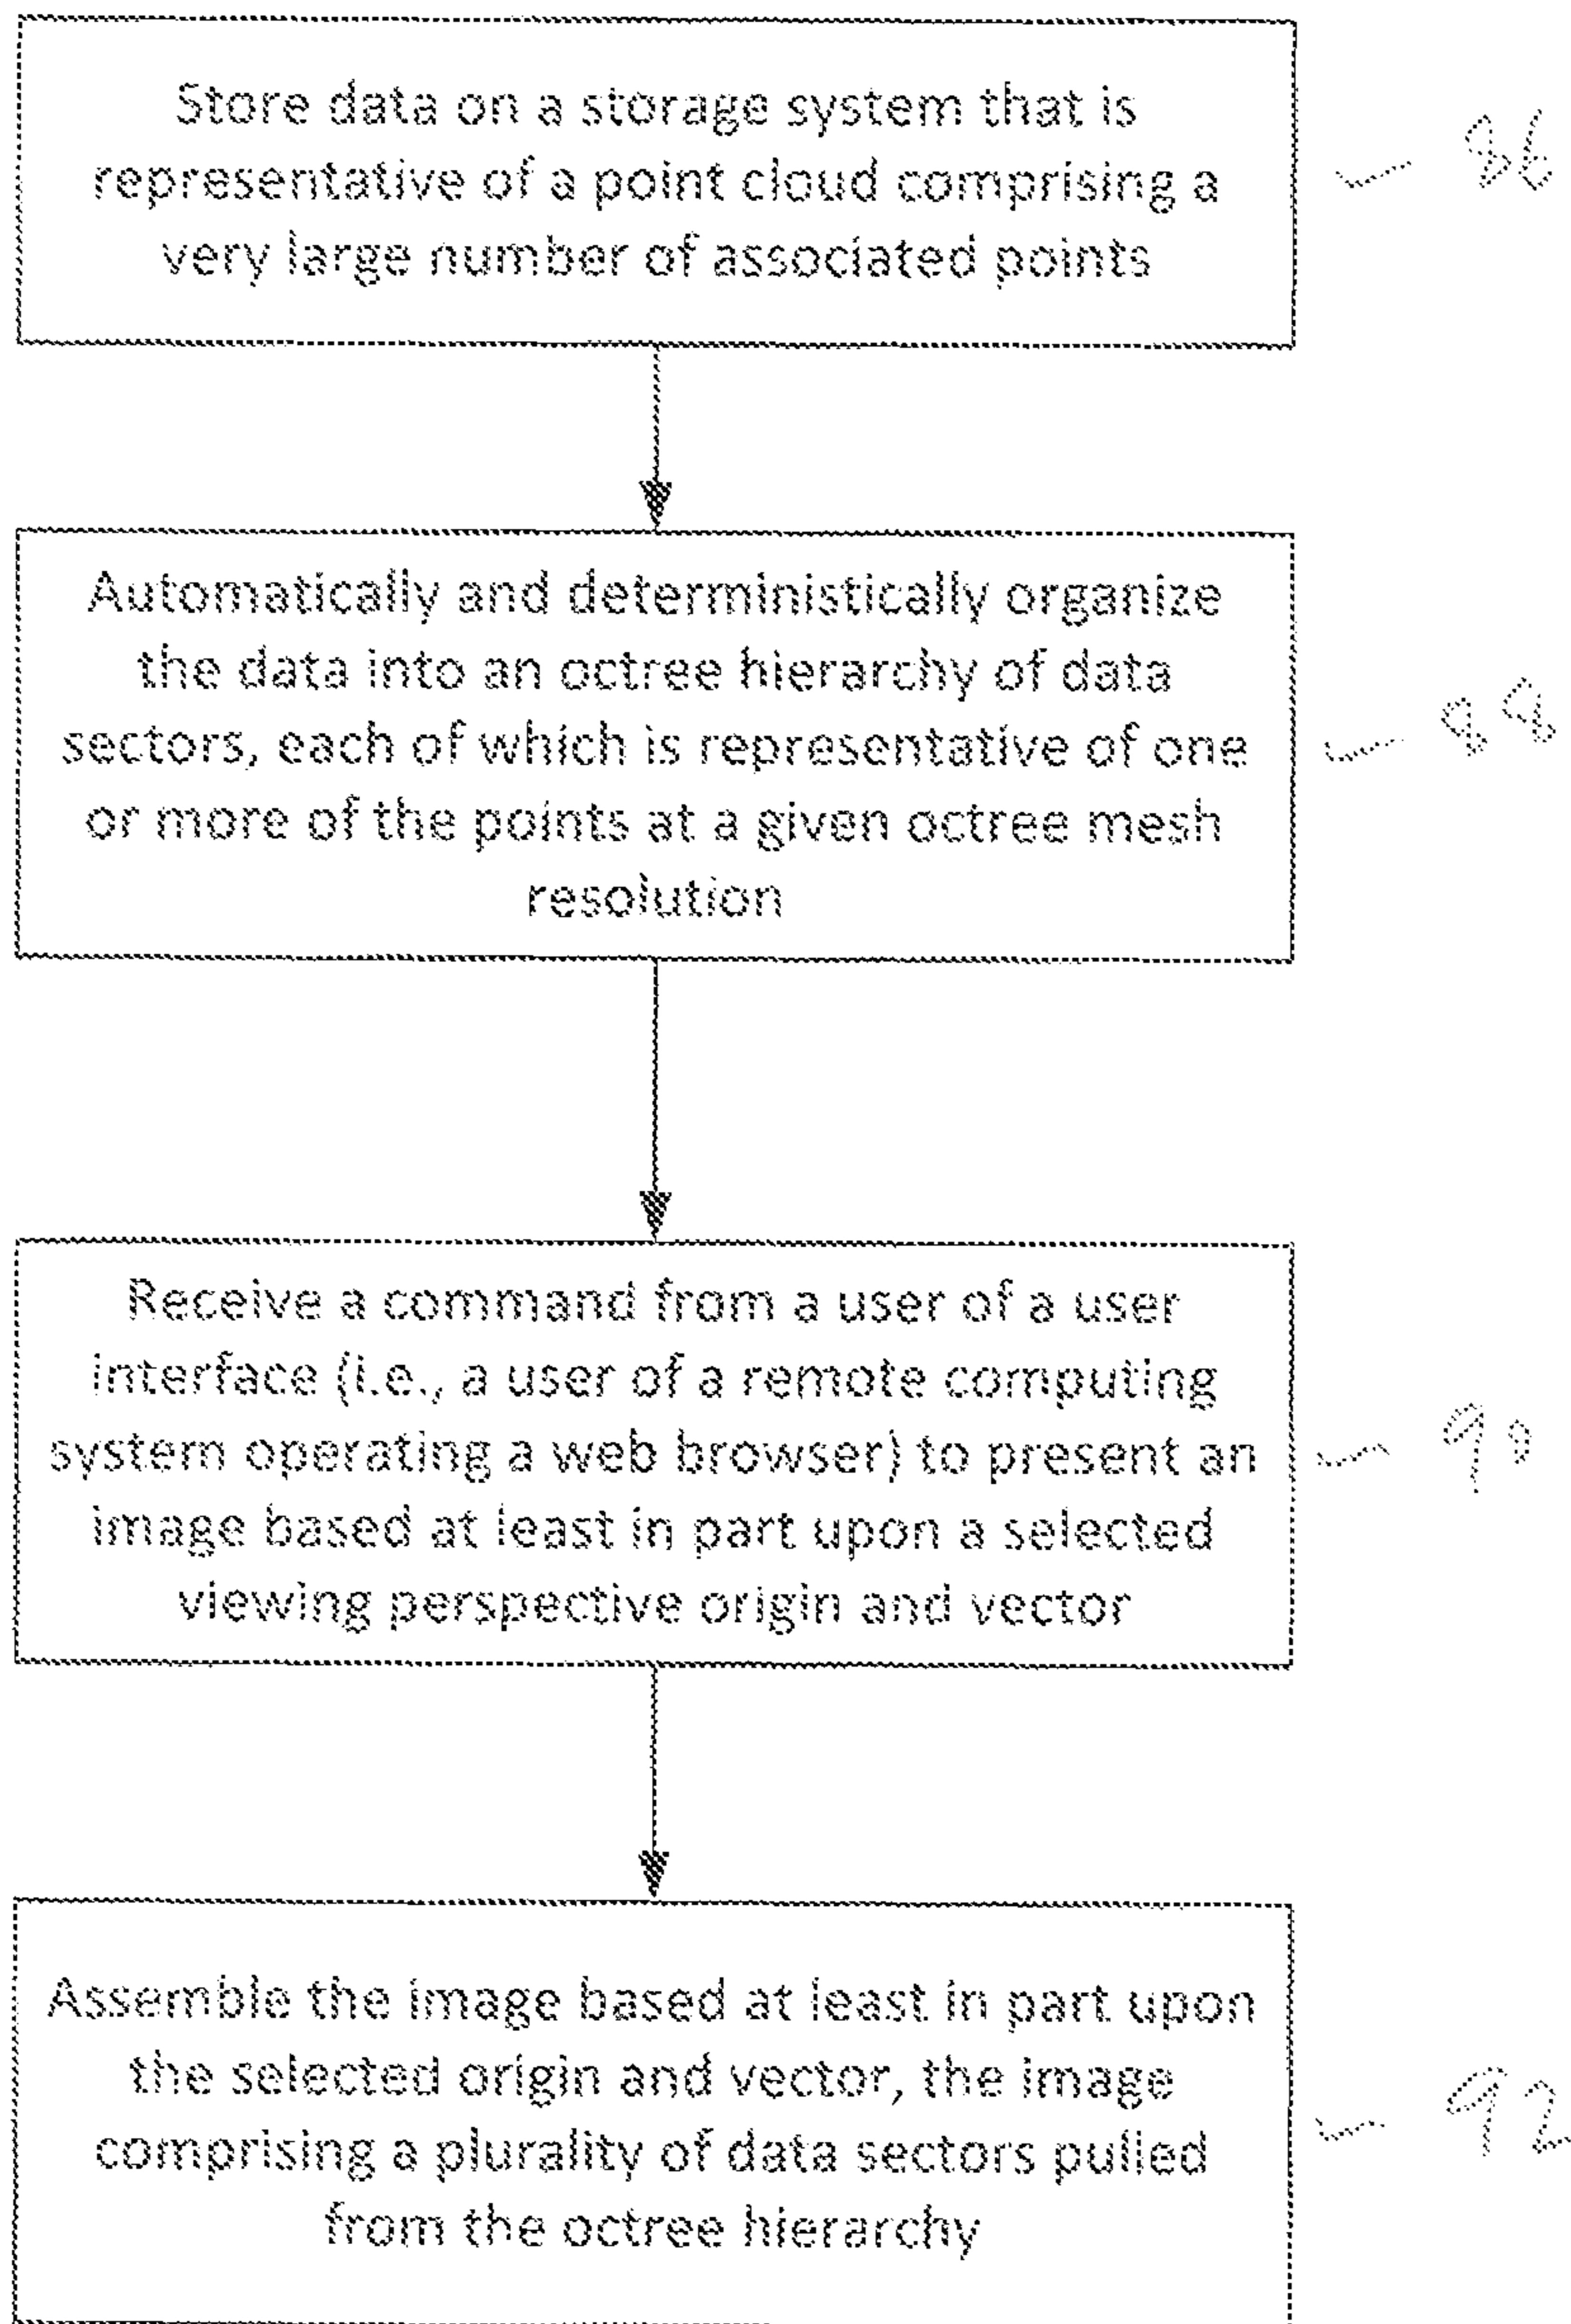 Store data on a storage system that is
representative of a point cloud comprising a
very large number of associated points
86
Automatically and deterministically organize
the data into an octree hierarchy of data
sectors, each of which is representative of one
or more of the points at a given octree mesh
resolution
88
Receive a command from a user of a user
interface (i.e., a user of a remote computing
system operating a web browser) to present an
image based at least in part upon a selected
viewing perspective origin and vector
90
Assemble the image based at least in part upon
the selected origin and vector, the image
comprising a plurality of data sectors pulled
from the octree hierarchy
92